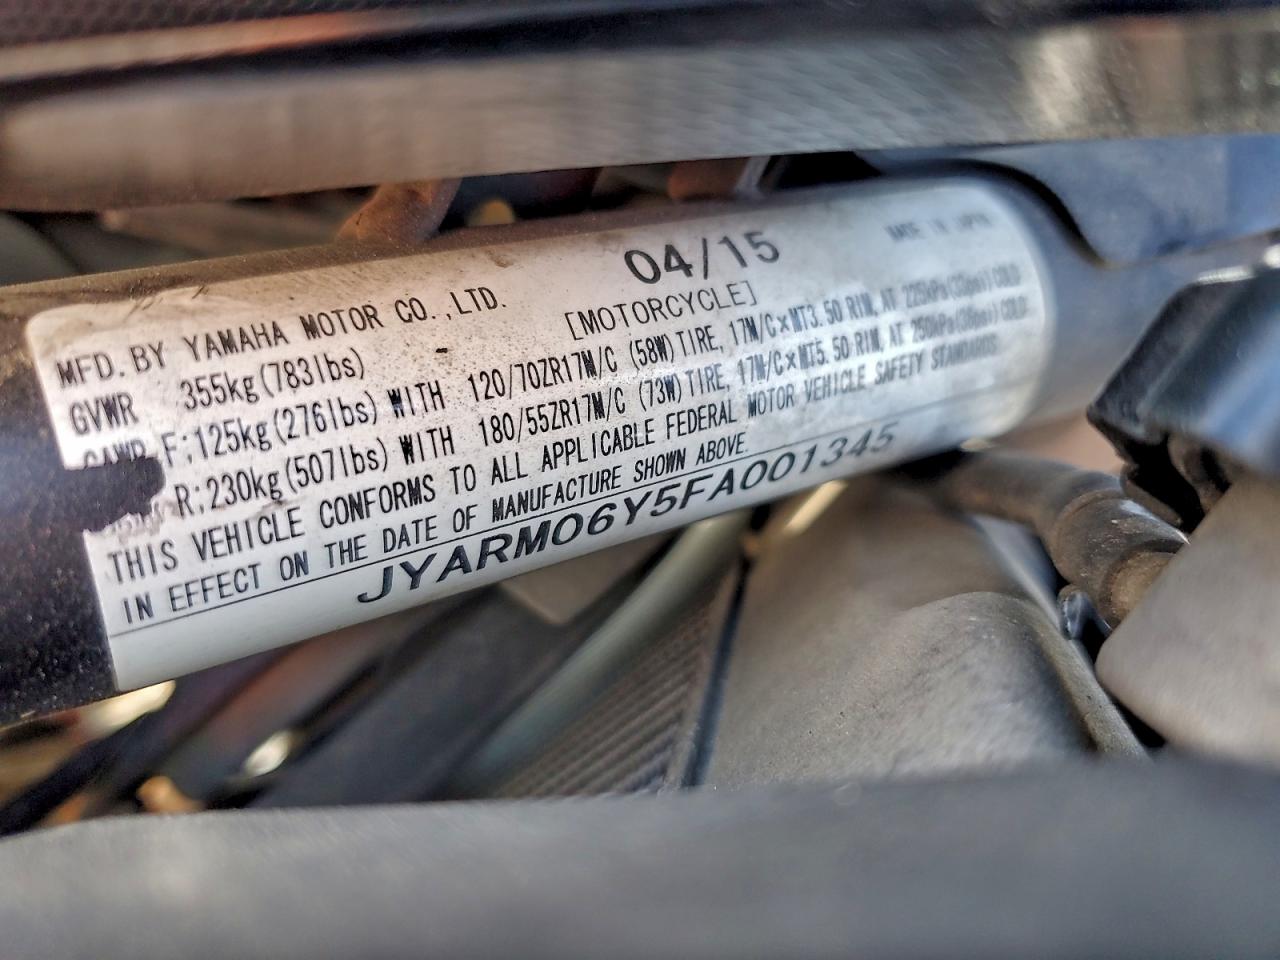 MFD. BY YAMAHA MOTOR CO.,LTD. 04/15 MADE IN JAPAN
GVWR 355kg(783lbs) [MOTORCYCLE]
GAWR F:125kg(276lbs) WITH 120/70ZR17M/C (58W)TIRE, 17M/C×MT3.50 RIM, AT 225kPa(33psi) COLD
R:230kg(507lbs) WITH 180/55ZR17M/C (73W)TIRE, 17M/C×MT5.50 RIM, AT 250kPa(36psi) COLD
THIS VEHICLE CONFORMS TO ALL APPLICABLE FEDERAL MOTOR VEHICLE SAFETY STANDARDS
IN EFFECT ON THE DATE OF MANUFACTURE SHOWN ABOVE.
JYARM06Y5FA001345